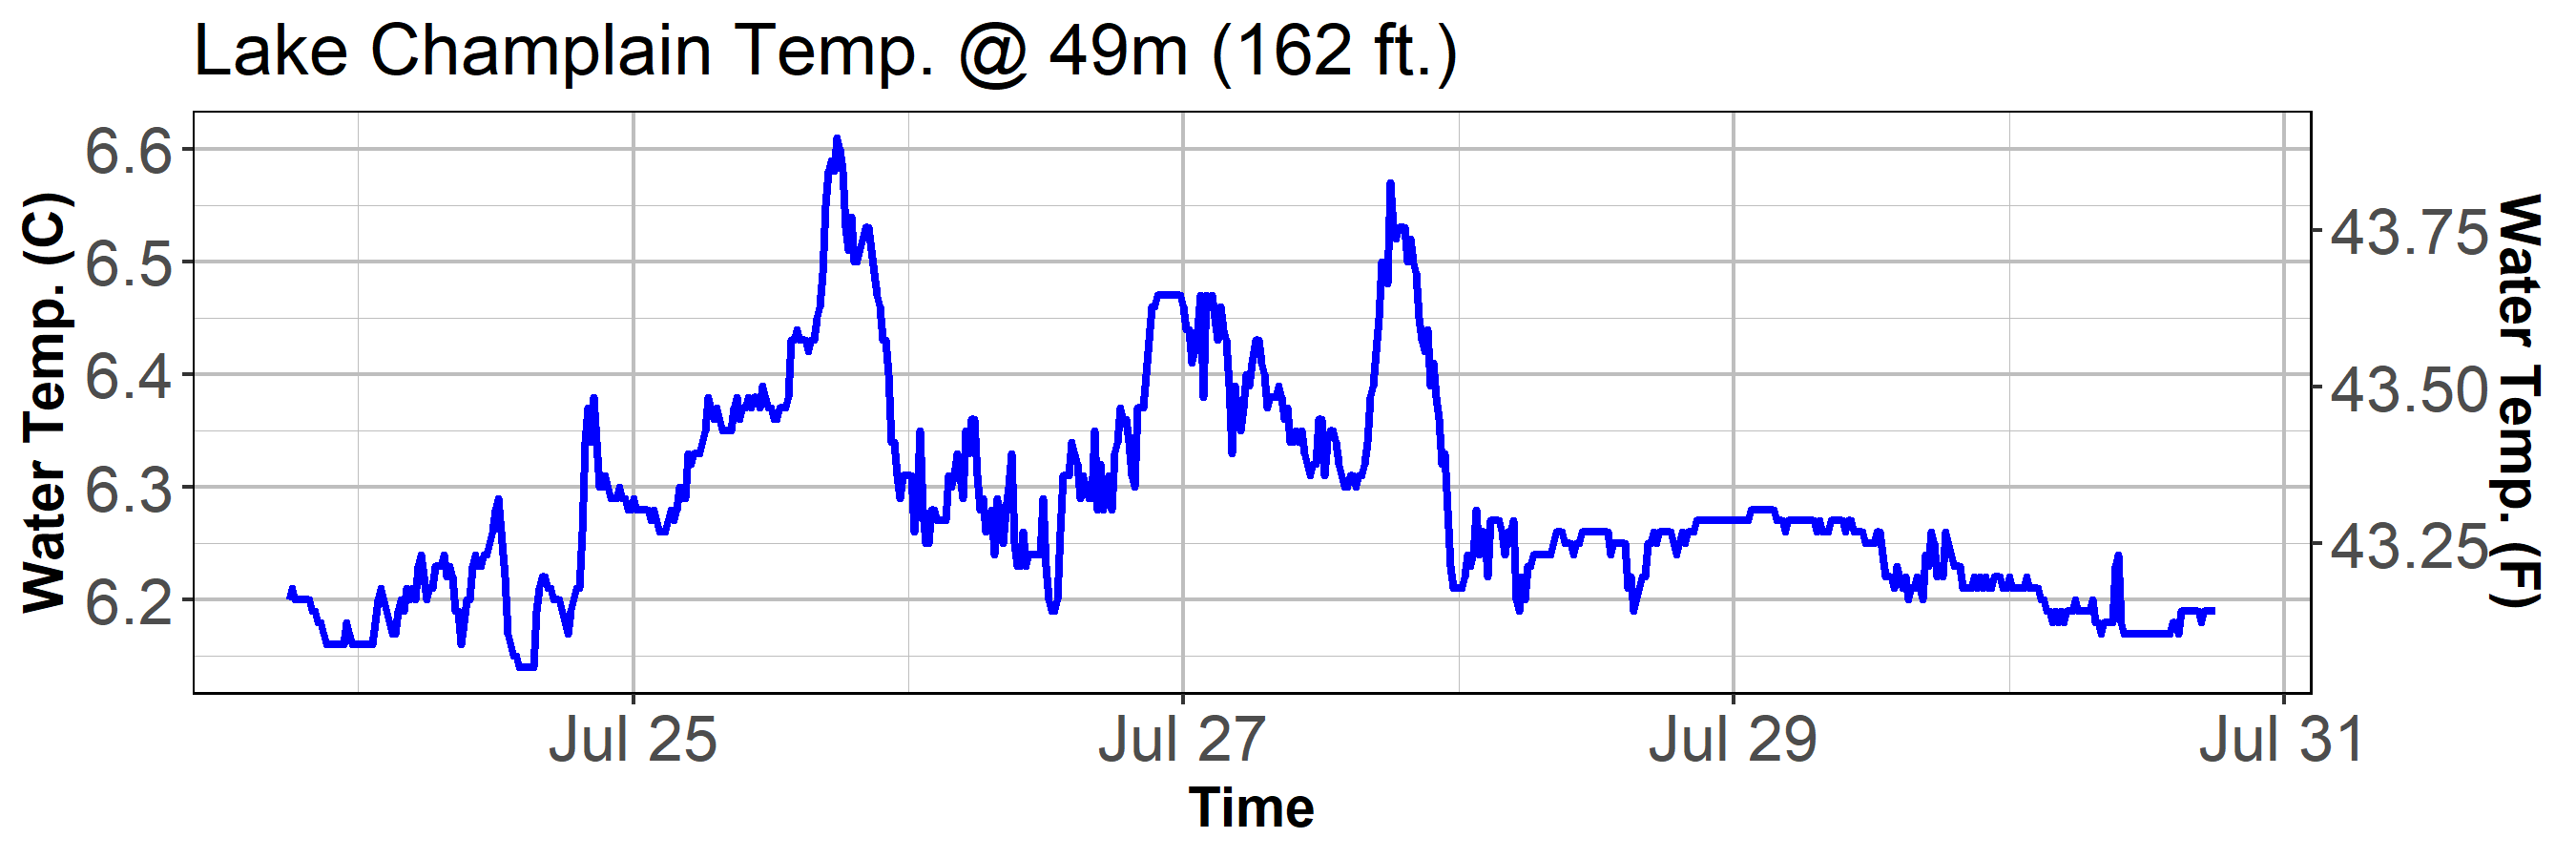 Lake Champlain Temp. @ 49m (162 ft.)
Water Temp. (C)
6.6
6.5
6.4
6.3
6.2
43.75
43.50
43.25
Water Temp. (F)
Jul 25 Jul 27 Jul 29 Jul 31
Time